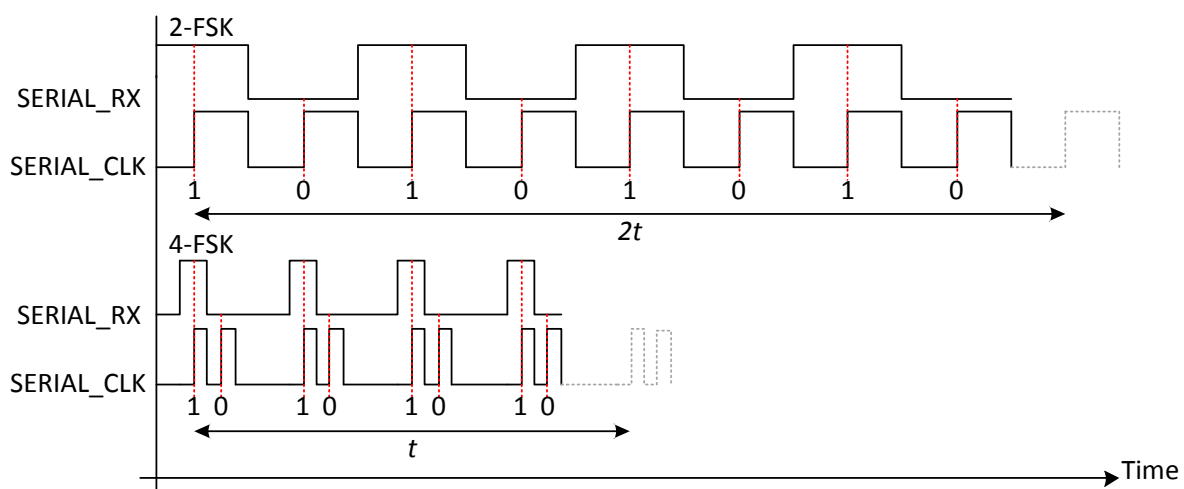 2-FSK
SERIAL_RX
SERIAL_CLK
1 0 1 0 1 0 1 0
2t
4-FSK
SERIAL_RX
SERIAL_CLK
1 0 1 0 1 0 1 0
t
Time